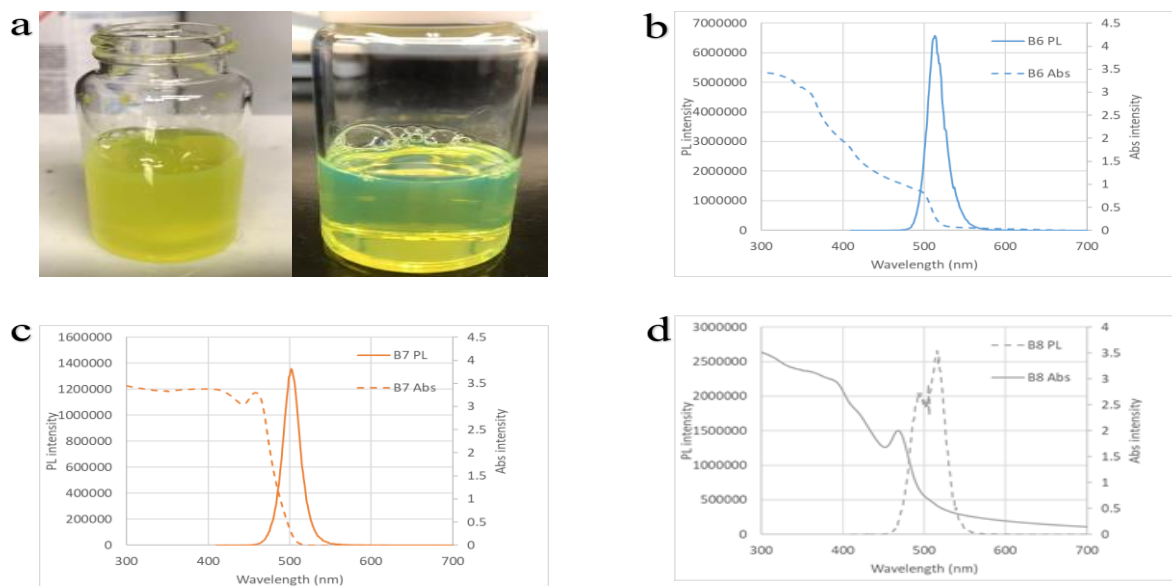 a
b
7000000
6000000
5000000
4000000
3000000
2000000
1000000
0
PL intensity
4.5
4
3.5
3
2.5
2
1.5
1
0.5
0
Abs intensity
B6 PL
B6 Abs
300 400 500 600 700
Wavelength (nm)
c
1600000
1400000
1200000
1000000
800000
600000
400000
200000
0
PL intensity
4.5
4
3.5
3
2.5
2
1.5
1
0.5
0
Abs intensity
B7 PL
B7 Abs
300 400 500 600 700
Wavelength (nm)
d
3000000
2500000
2000000
1500000
1000000
500000
0
PL intensity
4
3.5
3
2.5
2
1.5
1
0.5
0
Abs intensity
B8 PL
B8 Abs
300 400 500 600 700
Wavelength (nm)